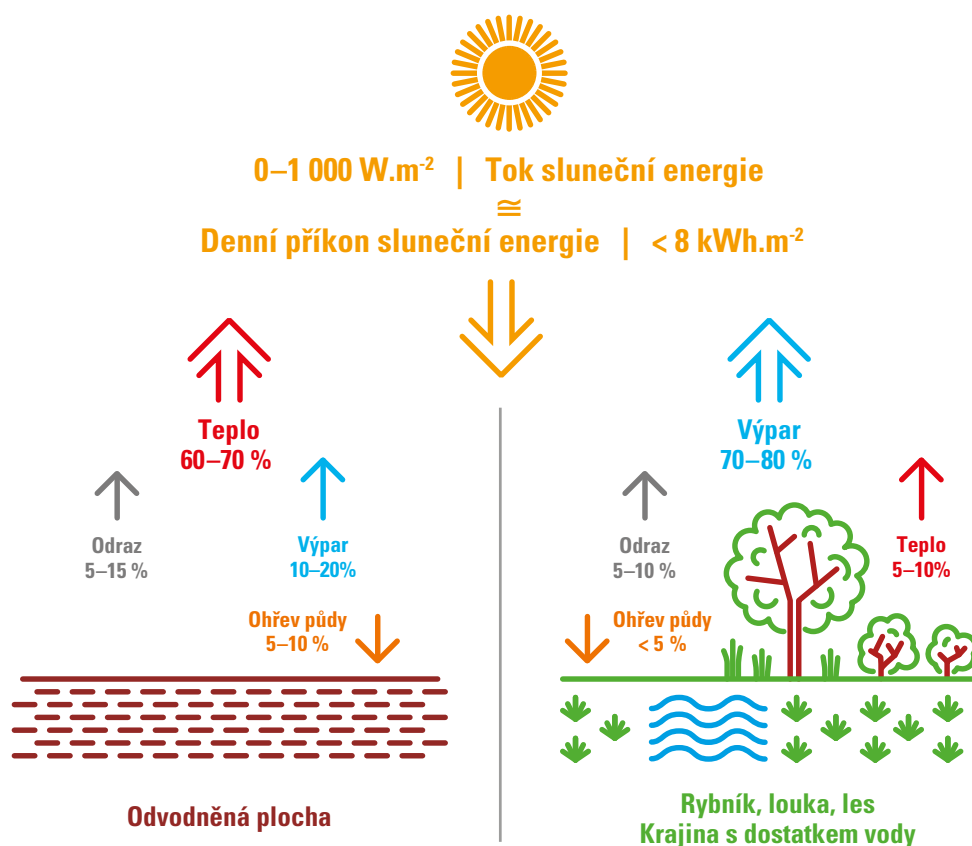 0–1 000 W.m⁻² | Tok sluneční energie
≅
Denní příkon sluneční energie | < 8 kWh.m⁻²
Teplo
60–70 %
Odraz
5–15 %
Výpar
10–20%
Ohřev půdy
5–10 %
Odvodněná plocha
Výpar
70–80 %
Odraz
5–10 %
Teplo
5–10%
Ohřev půdy
< 5 %
Rybník, louka, les
Krajina s dostatkem vody